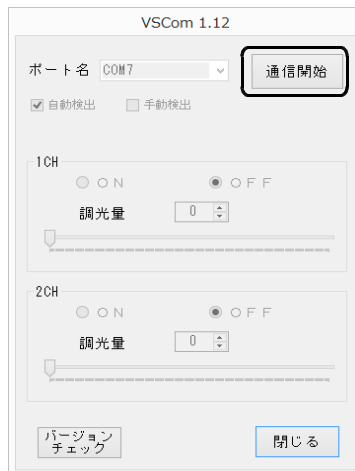 VSCom 1.12
ポート名 COM7 通信開始
自動検出 手動検出
1CH
ON OFF
調光量 0
2CH
ON OFF
調光量 0
バージョン
チェック
閉じる